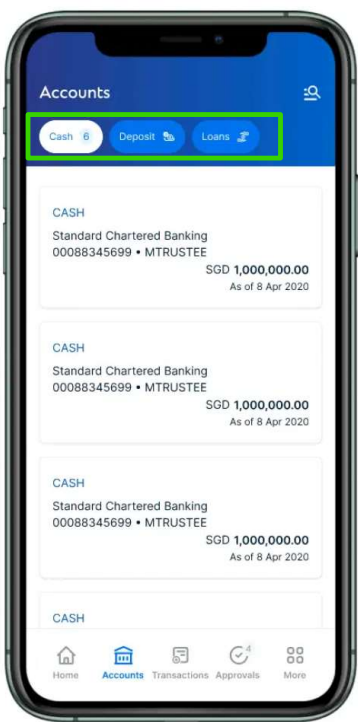 Accounts
Cash 6 Deposit Loans
CASH
Standard Chartered Banking
00088345699 • MTRUSTEE
SGD 1,000,000.00
As of 8 Apr 2020
CASH
Standard Chartered Banking
00088345699 • MTRUSTEE
SGD 1,000,000.00
As of 8 Apr 2020
CASH
Standard Chartered Banking
00088345699 • MTRUSTEE
SGD 1,000,000.00
As of 8 Apr 2020
CASH
4
Home Accounts Transactions Approvals More